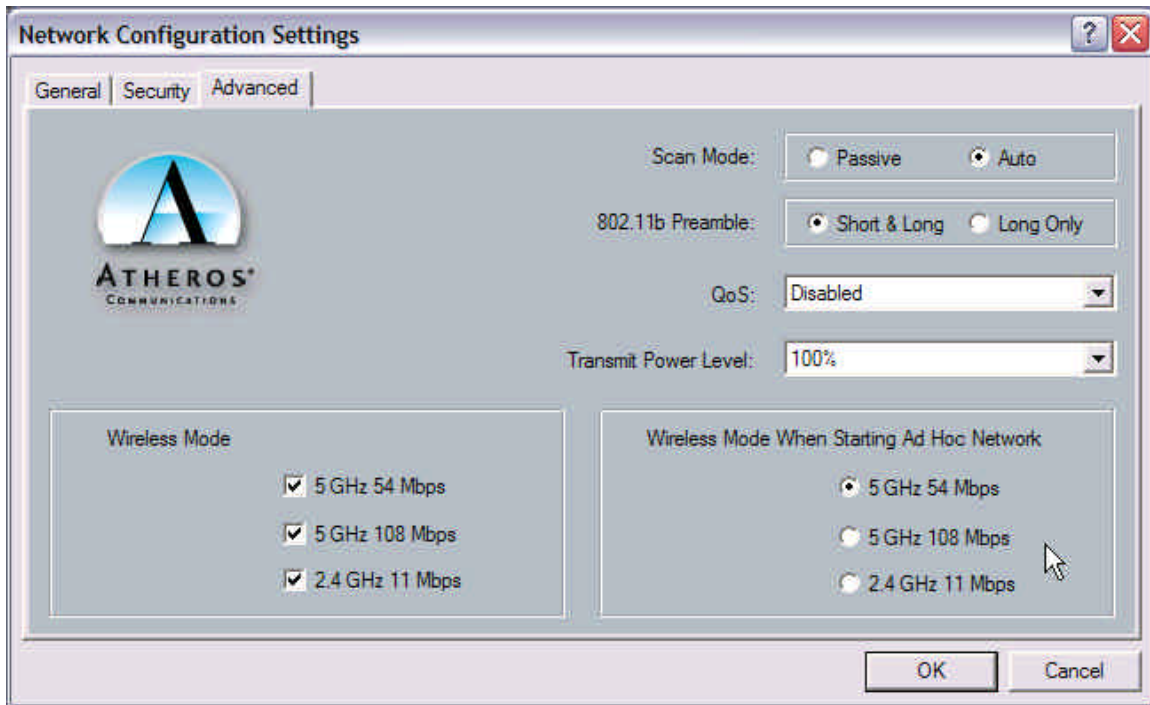 Network Configuration Settings
General Security Advanced
Scan Mode: Passive Auto
802.11b Preamble: Short & Long Long Only
QoS: Disabled
Transmit Power Level: 100%
A
ATHEROS®
COMMUNICATIONS
Wireless Mode
5 GHz 54 Mbps
5 GHz 108 Mbps
2.4 GHz 11 Mbps
Wireless Mode When Starting Ad Hoc Network
5 GHz 54 Mbps
5 GHz 108 Mbps
2.4 GHz 11 Mbps
OK Cancel